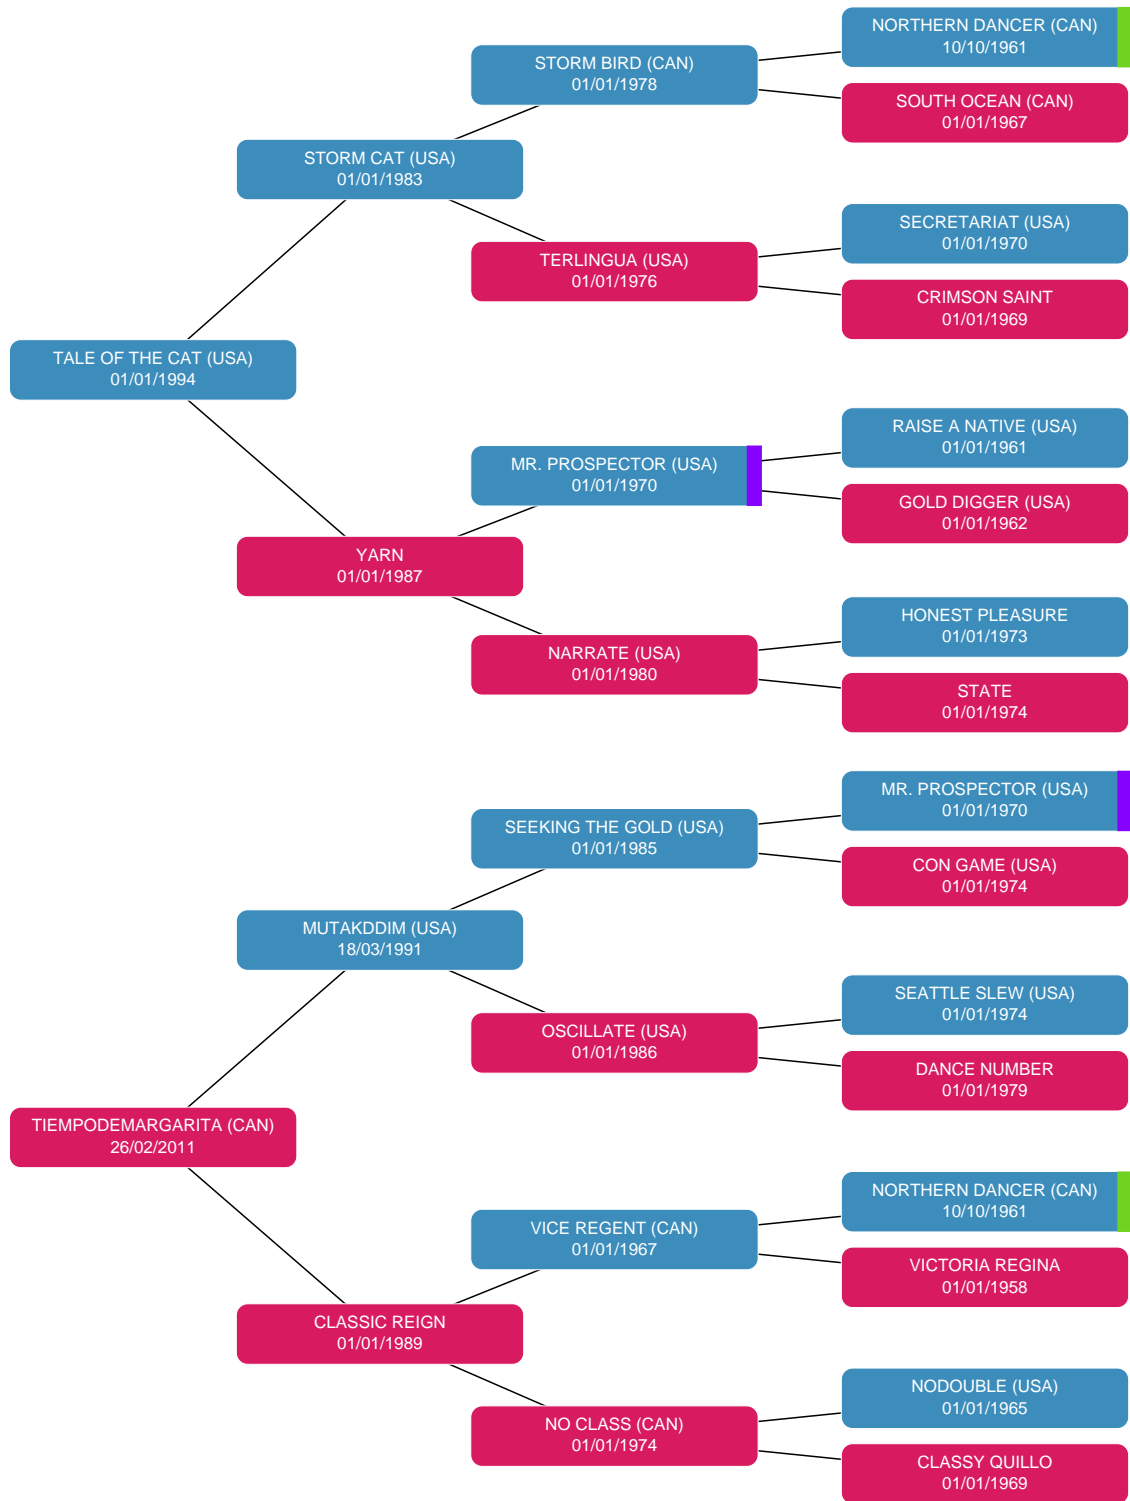 NORTHERN DANCER (CAN)
10/10/1961
STORM BIRD (CAN)
01/01/1978
SOUTH OCEAN (CAN)
01/01/1967
STORM CAT (USA)
01/01/1983
SECRETARIAT (USA)
01/01/1970
TERLINGUA (USA)
01/01/1976
CRIMSON SAINT
01/01/1969
TALE OF THE CAT (USA)
01/01/1994
RAISE A NATIVE (USA)
01/01/1961
MR. PROSPECTOR (USA)
01/01/1970
GOLD DIGGER (USA)
01/01/1962
YARN
01/01/1987
HONEST PLEASURE
01/01/1973
NARRATE (USA)
01/01/1980
STATE
01/01/1974
MR. PROSPECTOR (USA)
01/01/1970
SEEKING THE GOLD (USA)
01/01/1985
CON GAME (USA)
01/01/1974
MUTAKDDIM (USA)
18/03/1991
SEATTLE SLEW (USA)
01/01/1974
OSCILLATE (USA)
01/01/1986
DANCE NUMBER
01/01/1979
TIEMPODEMARGARITA (CAN)
26/02/2011
NORTHERN DANCER (CAN)
10/10/1961
VICE REGENT (CAN)
01/01/1967
VICTORIA REGINA
01/01/1958
CLASSIC REIGN
01/01/1989
NODOUBLE (USA)
01/01/1965
NO CLASS (CAN)
01/01/1974
CLASSY QUILLO
01/01/1969